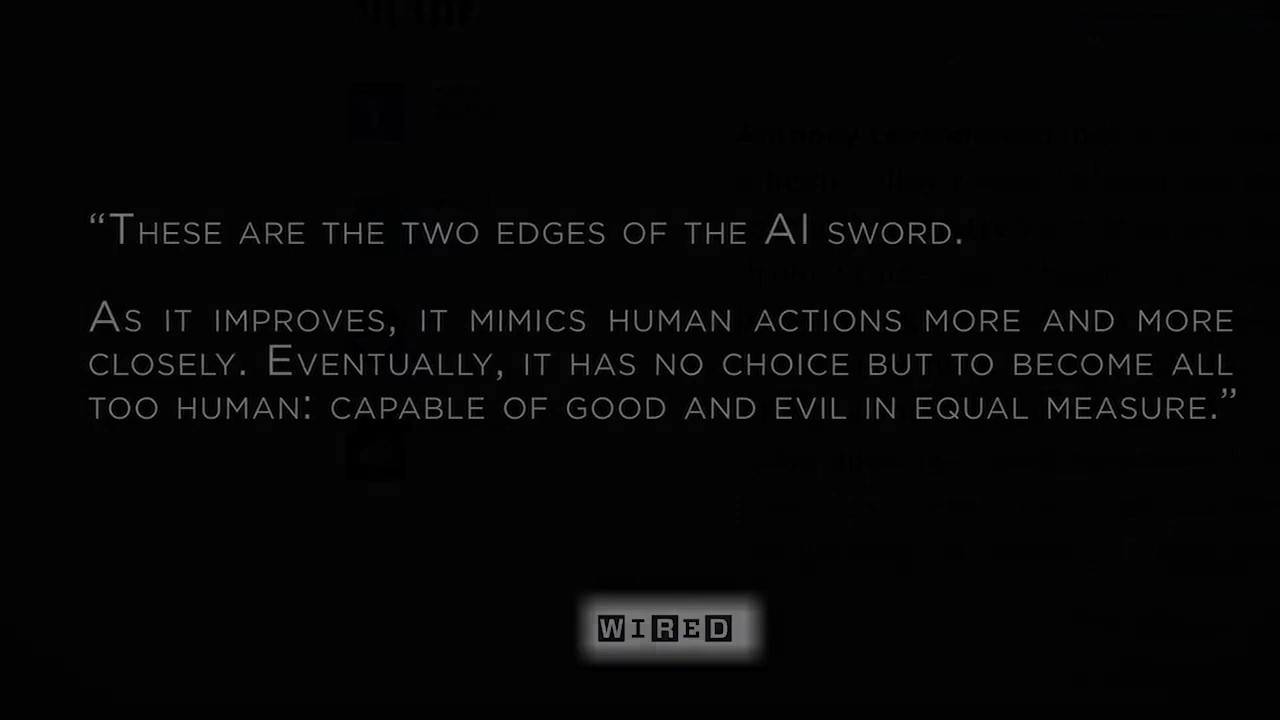 “These are the two edges of the AI sword.
As it improves, it mimics human actions more and more
closely. Eventually, it has no choice but to become all
too human: capable of good and evil in equal measure.”
WIRED